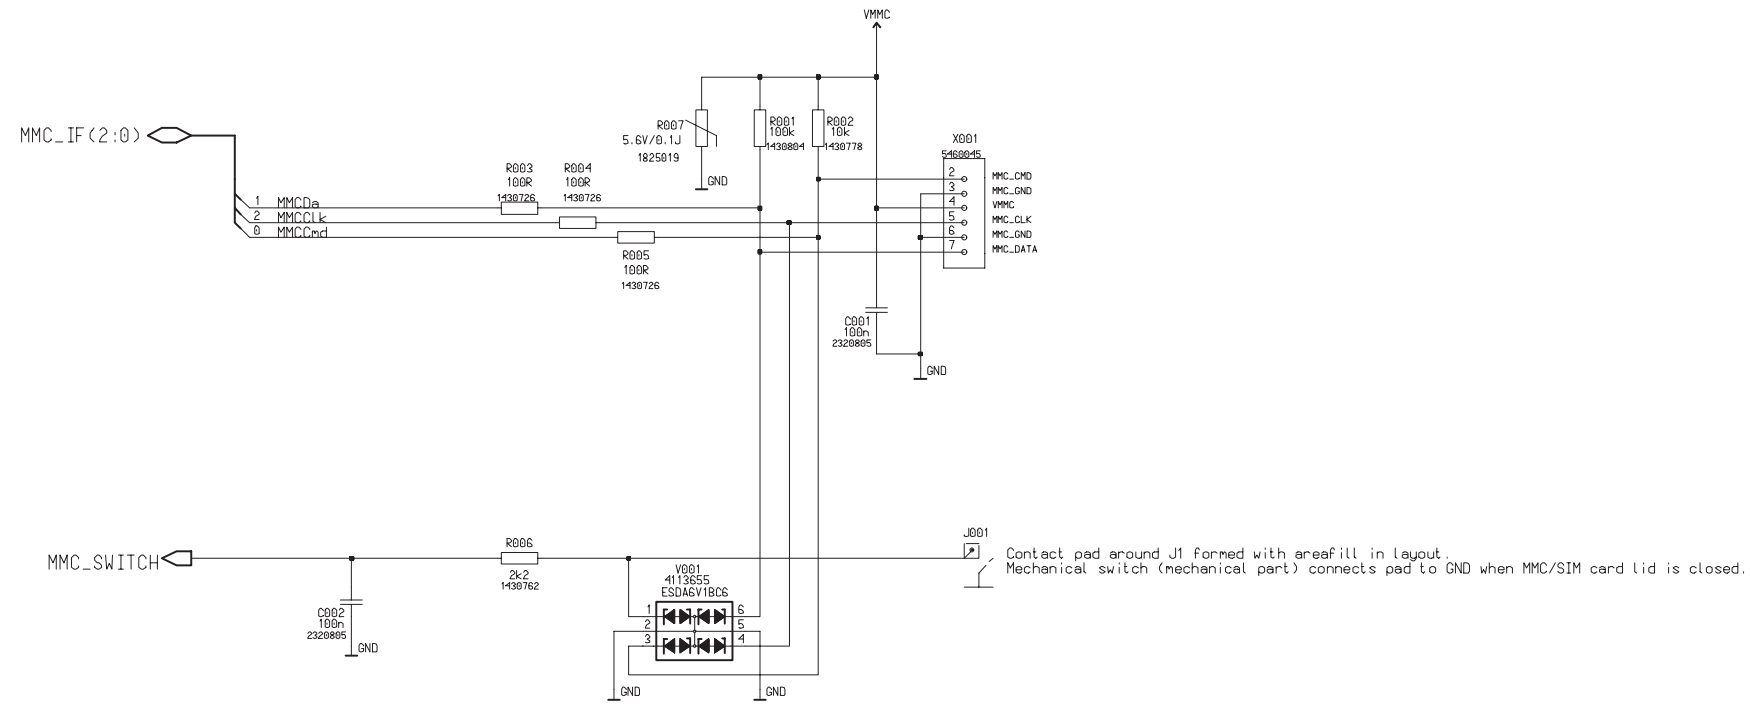 VMMC
MMC_IF(2:0)
R007
5.6V/0.1J
1825019
GND
R001
100k
1430804
R002
10k
1430778
X001
5460045
2 MMC_CMD
3 MMC_GND
4 VMMC
5 MMC_CLK
6 MMC_GND
7 MMC_DATA
R003
100R
1430726
R004
100R
1430726
1 MMCDa
2 MMCClk
0 MMCCmd
R005
100R
1430726
C001
100n
2320805
GND
MMC_SWITCH
R006
2k2
1430762
C002
100n
2320805
GND
V001
4113655
ESDA6V1BC6
1 6
2 5
3 4
GND
GND
J001
Contact pad around J1 formed with areafill in layout.
Mechanical switch (mechanical part) connects pad to GND when MMC/SIM card lid is closed.